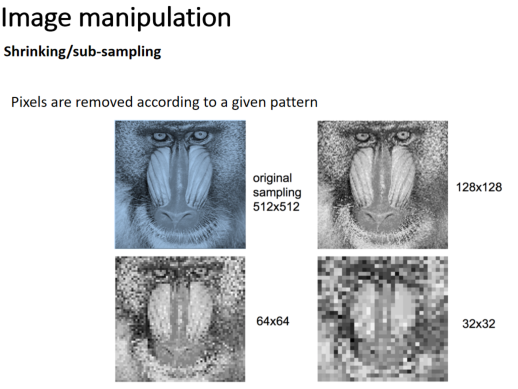 Image manipulation
Shrinking/sub-sampling
Pixels are removed according to a given pattern
original
sampling
512x512
128x128
64x64
32x32